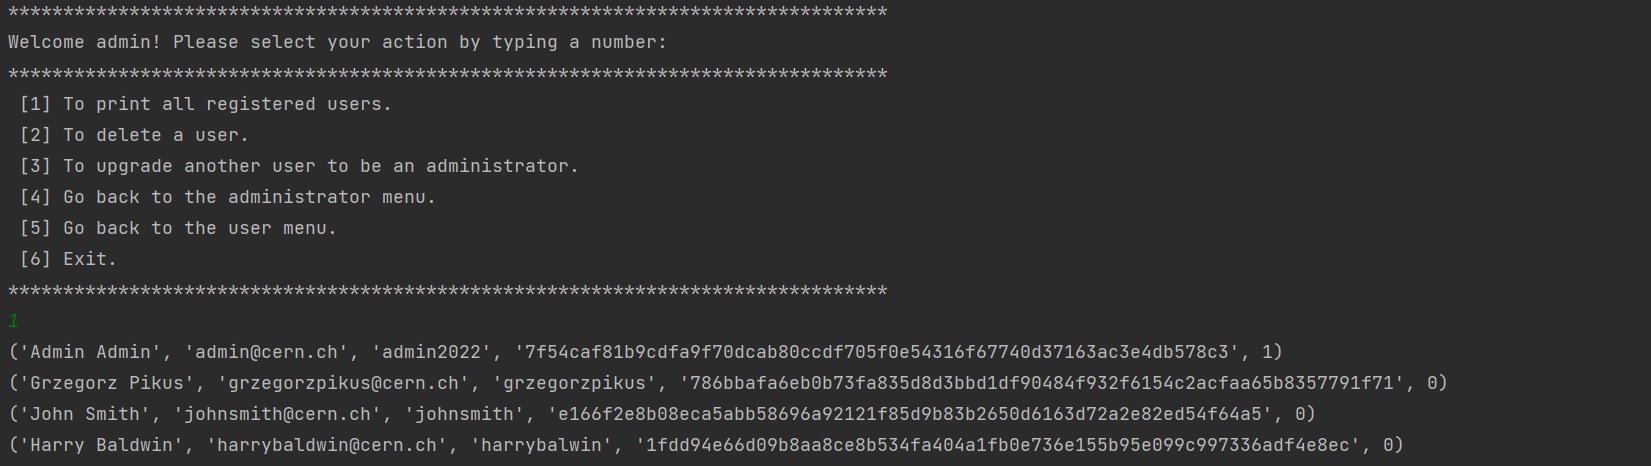 ********************************************************************************
Welcome admin! Please select your action by typing a number:
********************************************************************************
[1] To print all registered users.
[2] To delete a user.
[3] To upgrade another user to be an administrator.
[4] Go back to the administrator menu.
[5] Go back to the user menu.
[6] Exit.
********************************************************************************
1
('Admin Admin', 'admin@cern.ch', 'admin2022', '7f54caf81b9cdfa9f70dcab80ccdf705f0e54316f67740d37163ac3e4db578c3', 1)
('Grzegorz Pikus', 'grzegorzpikus@cern.ch', 'grzegorzpikus', '786bbafa6eb0b73fa835d8d3bbd1df90484f932f6154c2acfaa65b8357791f71', 0)
('John Smith', 'johnsmith@cern.ch', 'johnsmith', 'e166f2e8b08eca5abb58696a92121f85d9b83b2650d6163d72a2e82ed54f64a5', 0)
('Harry Baldwin', 'harrybaldwin@cern.ch', 'harrybalwin', '1fdd94e66d09b8aa8ce8b534fa404a1fb0e736e155b95e099c997336adf4e8ec', 0)